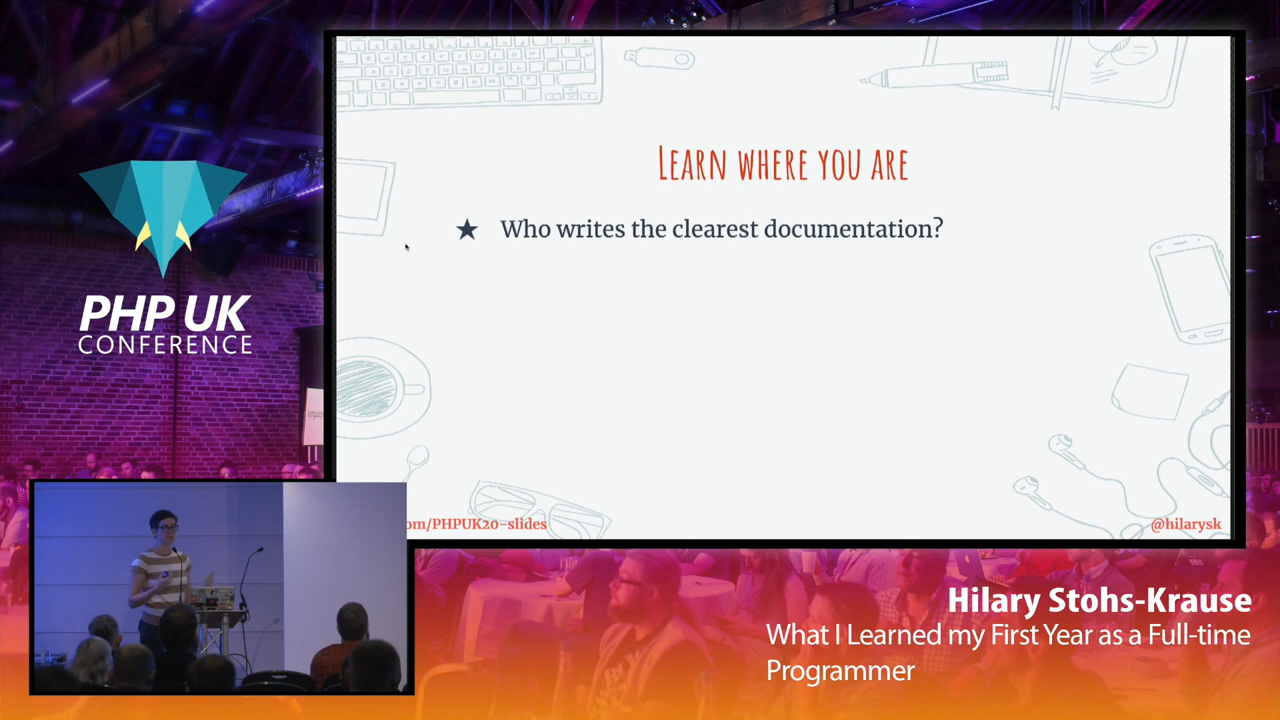 LEARN WHERE YOU ARE
★ Who writes the clearest documentation?
om/PHPUK20-slides
@hilarysk
PHP UK
CONFERENCE
Hilary Stohs-Krause
What I Learned my First Year as a Full-time
Programmer